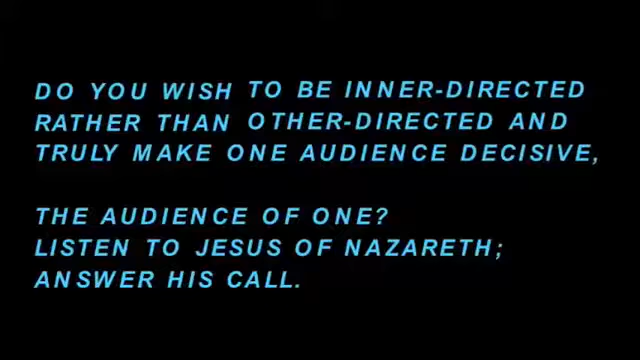 DO YOU WISH TO BE INNER-DIRECTED
RATHER THAN OTHER-DIRECTED AND
TRULY MAKE ONE AUDIENCE DECISIVE,
THE AUDIENCE OF ONE?
LISTEN TO JESUS OF NAZARETH;
ANSWER HIS CALL.